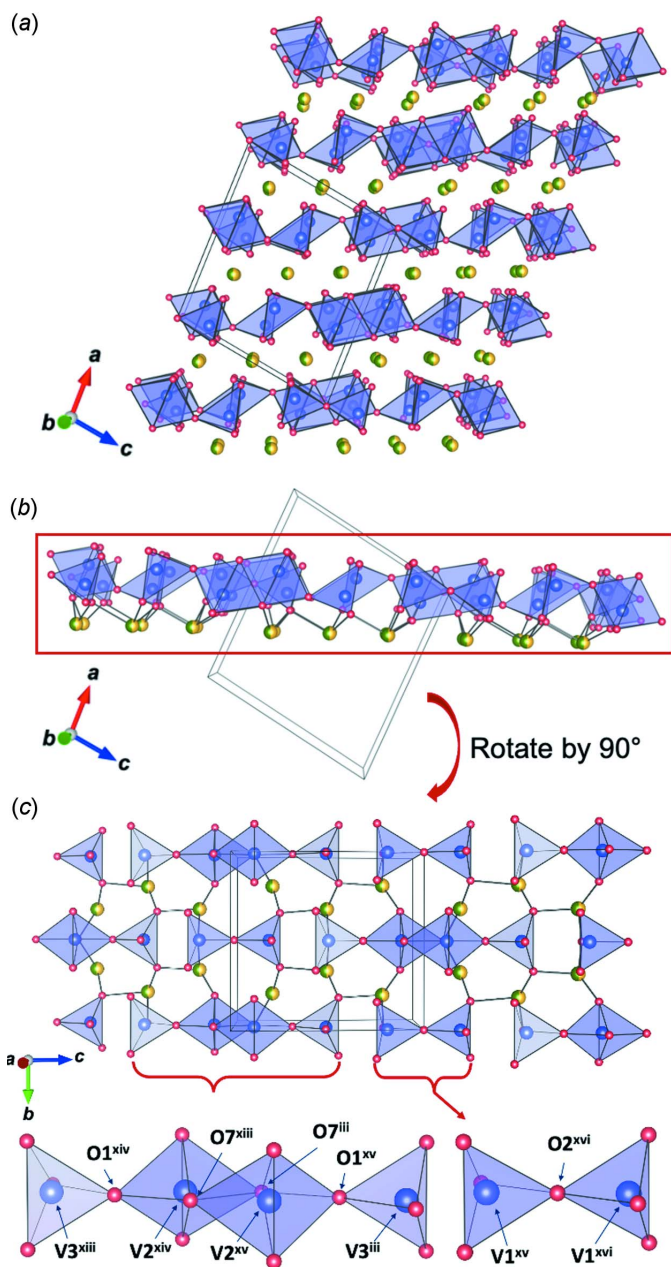 (a)
a
b
c
(b)
a
b
c
Rotate by 90°
(c)
a
c
b
O1xiv
O7xiii
O7iii
O1xv
O2xvi
V3xiii
V2xiv
V2xv
V3iii
V1xv
V1xvi